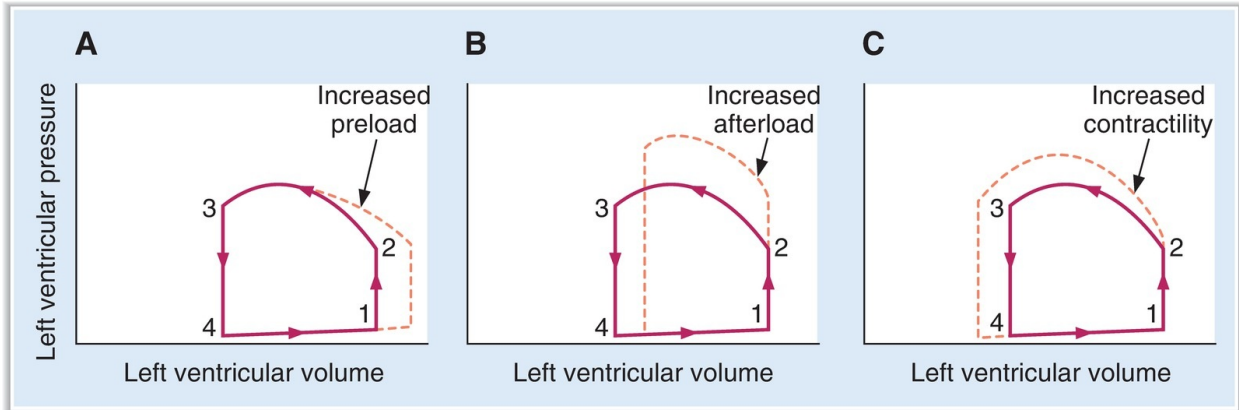 A
B
C
Left ventricular pressure
Increased
preload
3
2
4
1
Left ventricular volume
Increased
afterload
3
2
4
1
Left ventricular volume
Increased
contractility
3
2
4
1
Left ventricular volume